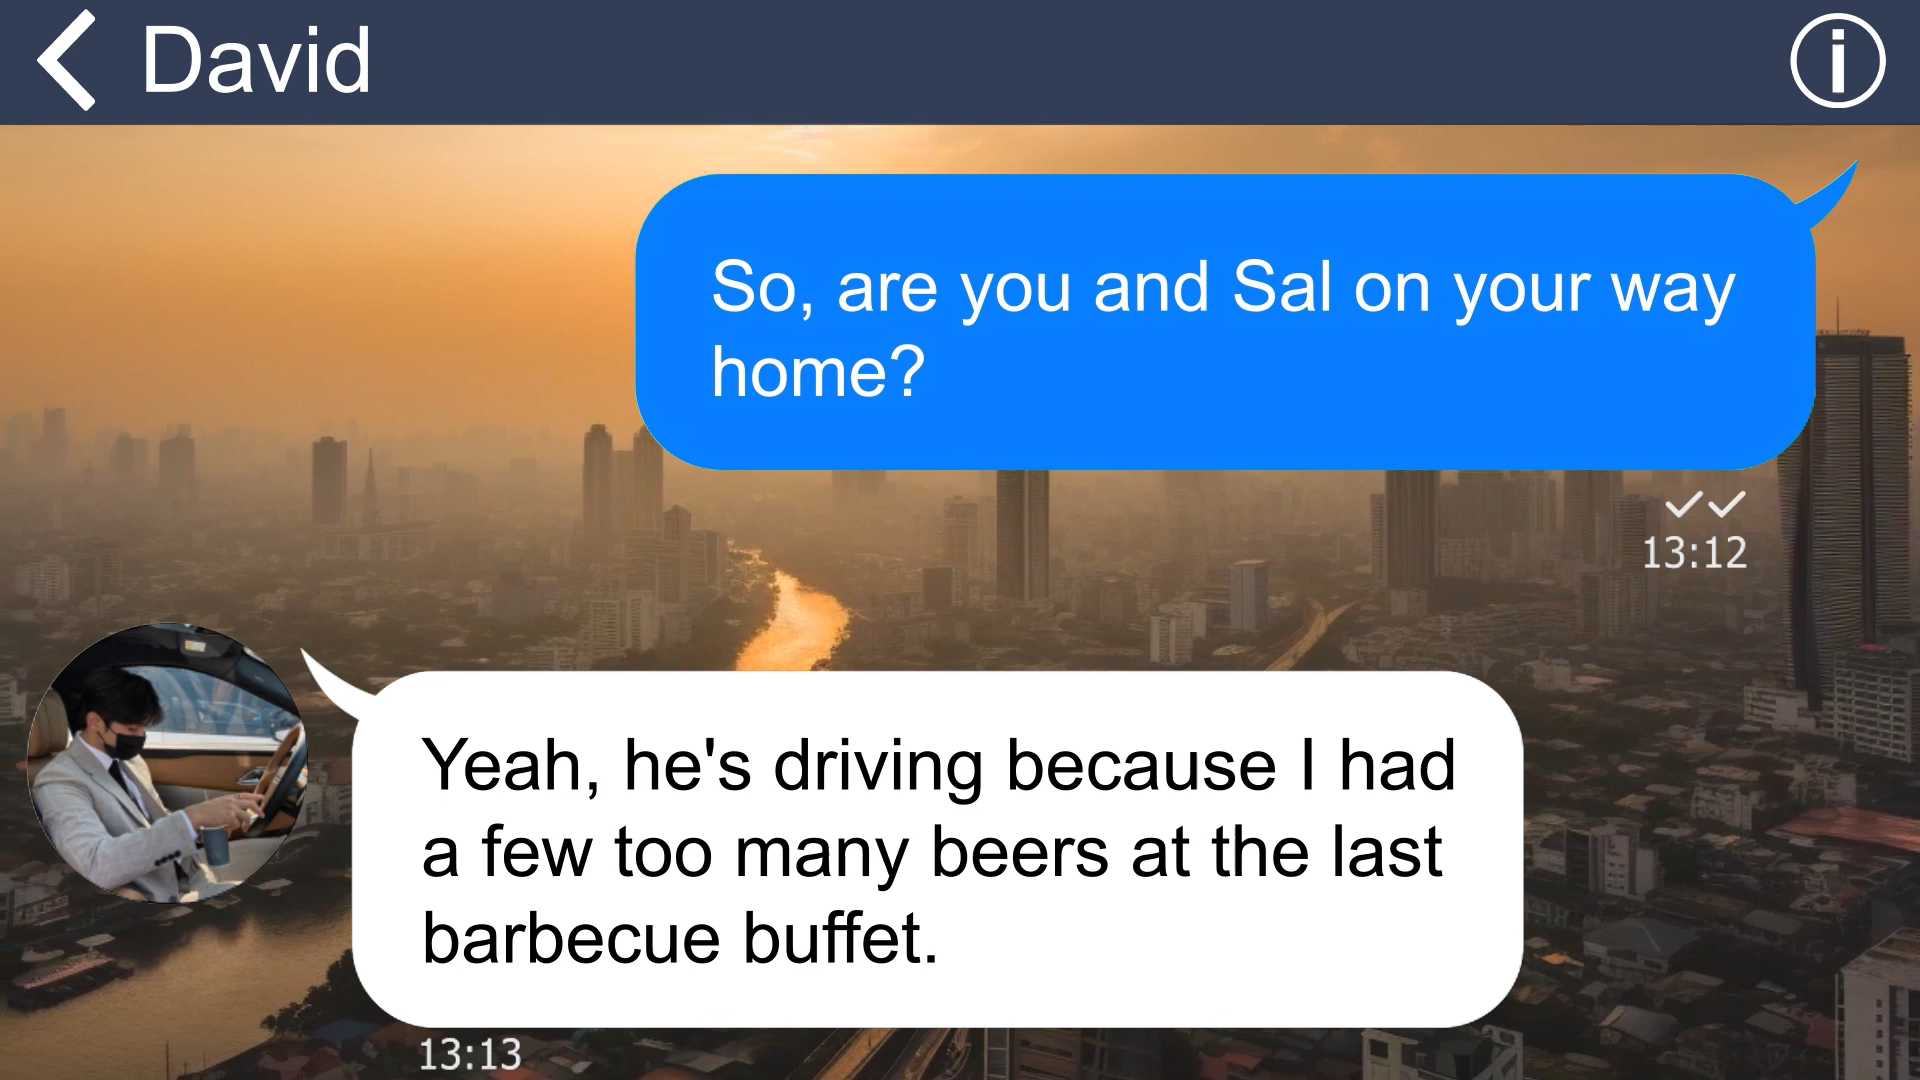 David
So, are you and Sal on your way
home?
13:12
Yeah, he's driving because I had
a few too many beers at the last
barbecue buffet.
13:13